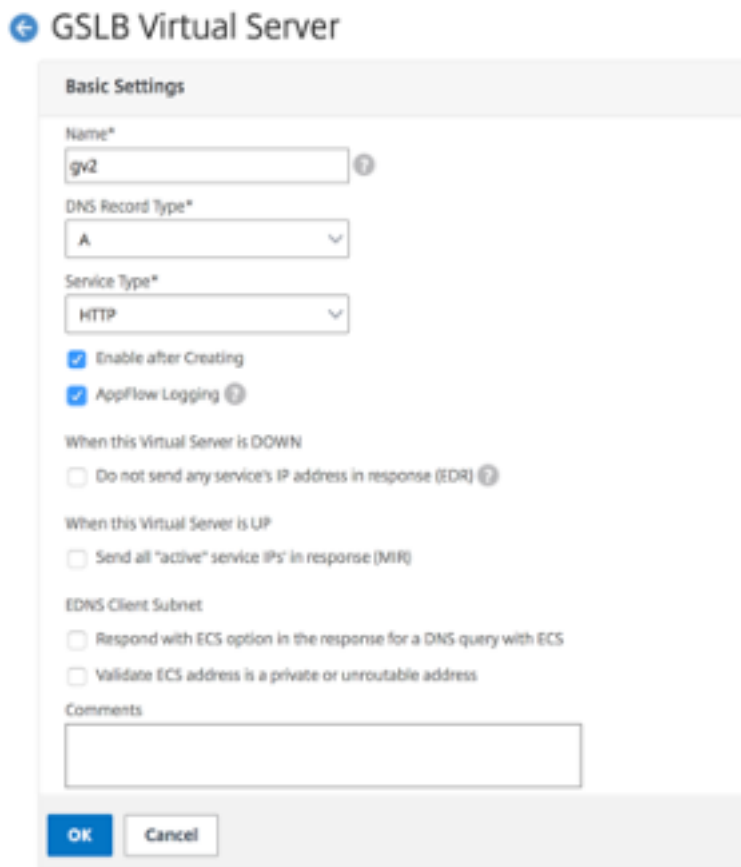 GSLB Virtual Server
Basic Settings
Name*
gv2
DNS Record Type*
A
Service Type*
HTTP
Enable after Creating
AppFlow Logging ?
When this Virtual Server is DOWN
Do not send any service's IP address in response (EDR) ?
When this Virtual Server is UP
Send all "active" service IPs' in response (MIR)
EDNS Client Subnet
Respond with ECS option in the response for a DNS query with ECS
Validate ECS address is a private or unroutable address
Comments
OK Cancel